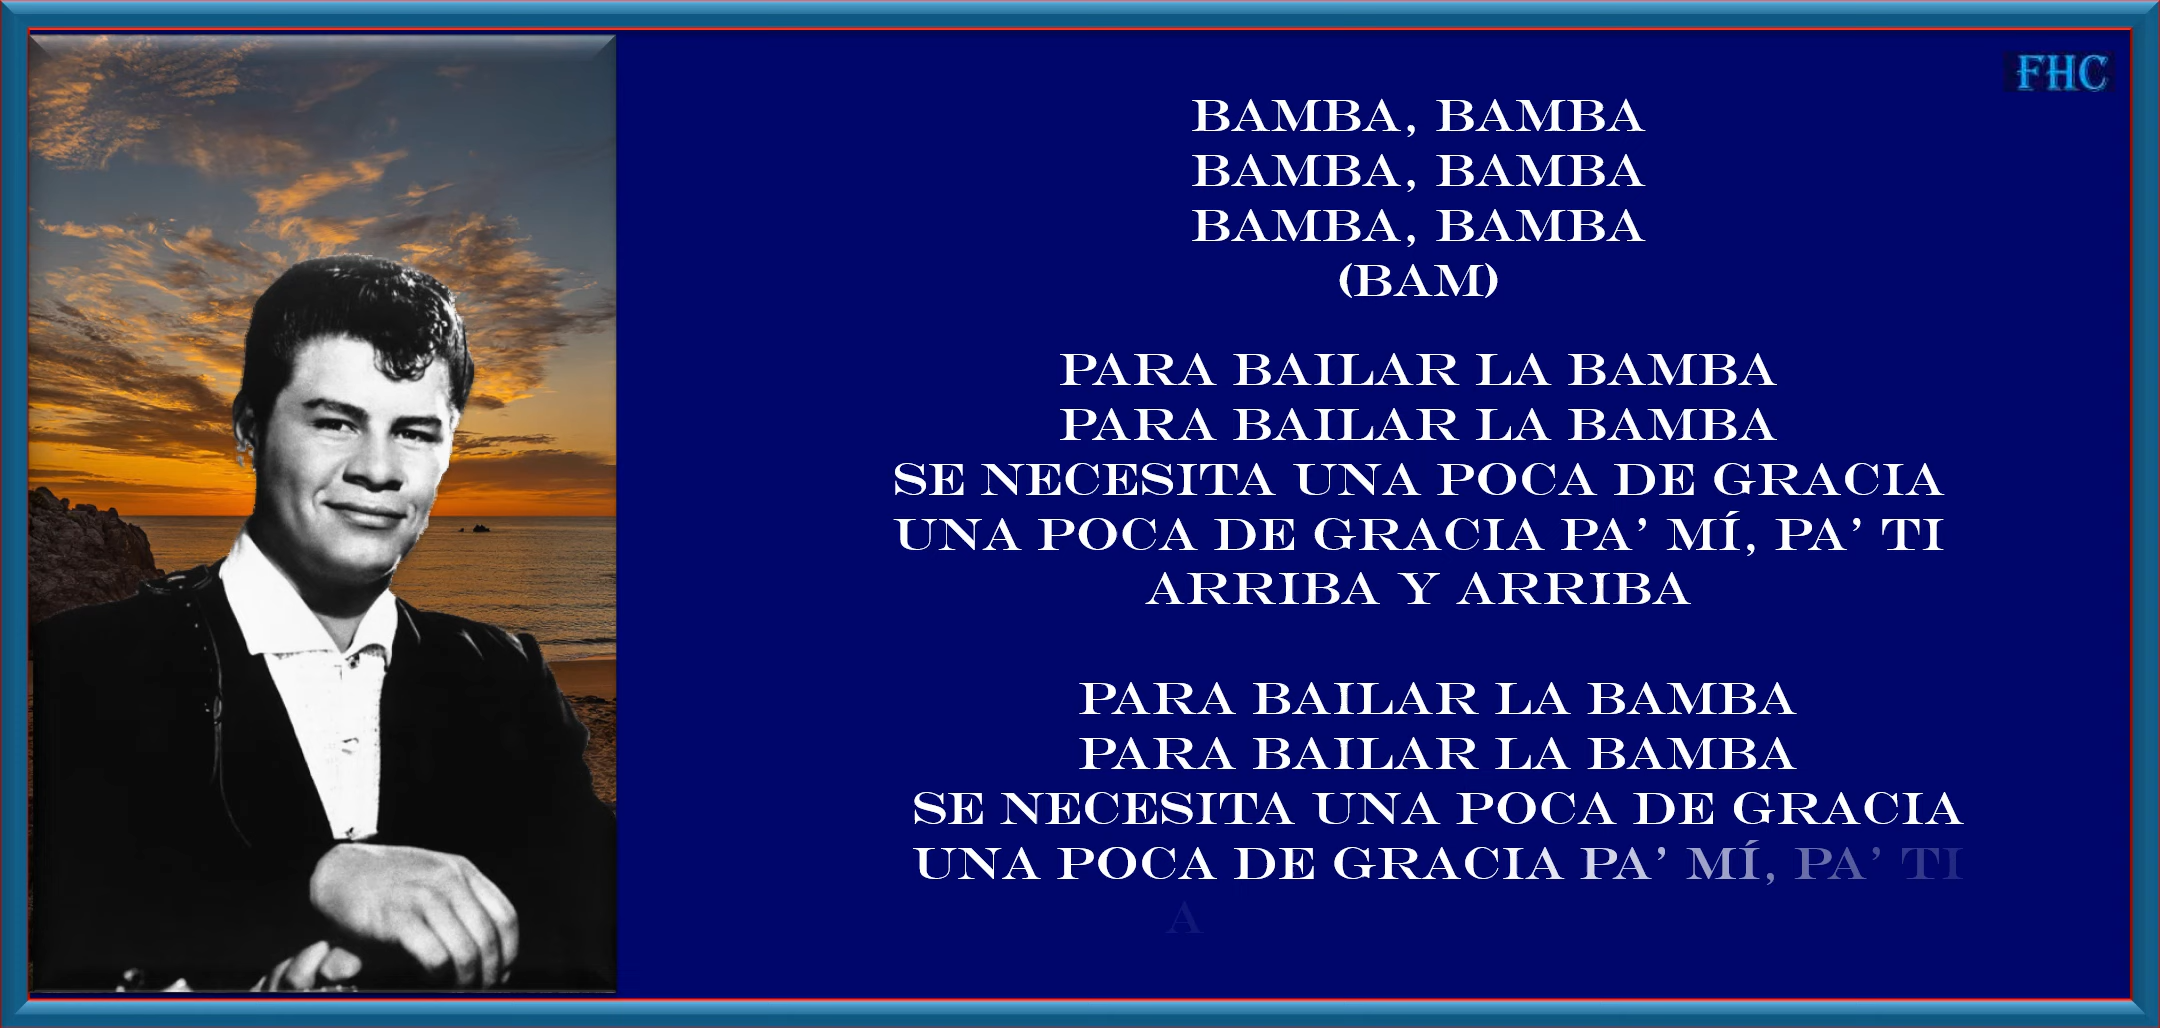 FHC
BAMBA, BAMBA
BAMBA, BAMBA
BAMBA, BAMBA
(BAM)
PARA BAILAR LA BAMBA
PARA BAILAR LA BAMBA
SE NECESITA UNA POCA DE GRACIA
UNA POCA DE GRACIA PA’ MÍ, PA’ TI
ARRIBA Y ARRIBA
PARA BAILAR LA BAMBA
PARA BAILAR LA BAMBA
SE NECESITA UNA POCA DE GRACIA
UNA POCA DE GRACIA PA’ MÍ, PA’ TI
A